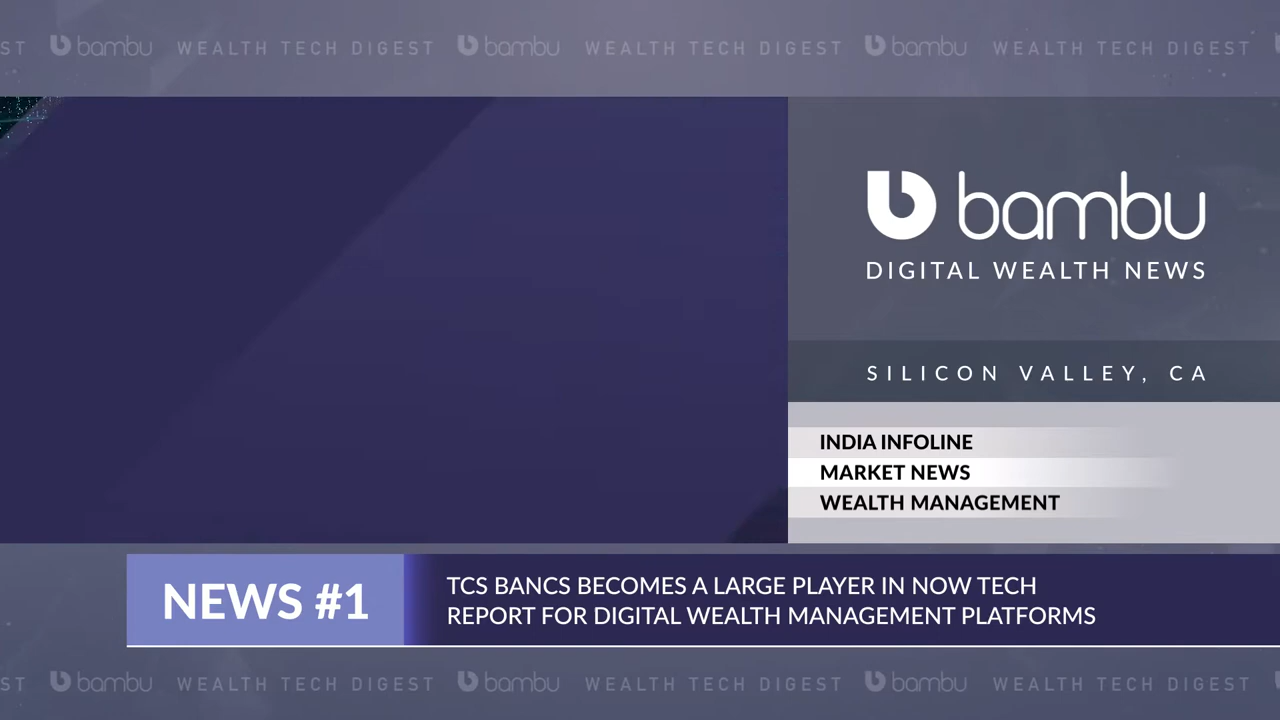 ST bambu WEALTH TECH DIGEST bambu WEALTH TECH DIGEST bambu WEALTH TECH DIGEST
bambu
DIGITAL WEALTH NEWS
SILICON VALLEY, CA
INDIA INFOLINE
MARKET NEWS
WEALTH MANAGEMENT
NEWS #1
TCS BANCS BECOMES A LARGE PLAYER IN NOW TECH
REPORT FOR DIGITAL WEALTH MANAGEMENT PLATFORMS
ST bambu WEALTH TECH DIGEST bambu WEALTH TECH DIGEST bambu WEALTH TECH DIGEST